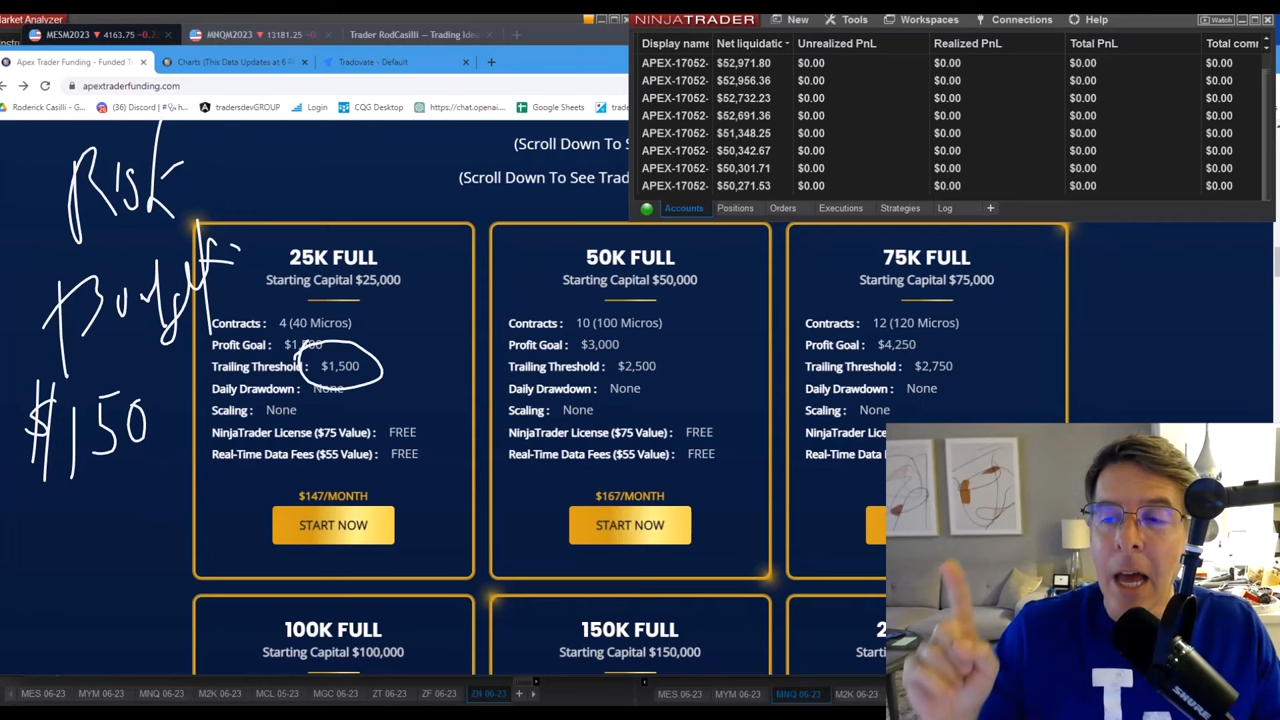 Market Analyzer
MESM2023 4163.75
MNQM2023 13181.25
Trader RodCasilli — Trading Idea
Apex Trader Funding - Funded T
Charts (This Data Updates at 6 P
Tradovate - Default
apextraderfunding.com
Roderick Casilli
(36) Discord
tradersdevGROUP
Login
CQG Desktop
https://chat.openai...
Google Sheets
NINJATRADER
New
Tools
Workspaces
Connections
Help
Watch
Display name Net liquidation Unrealized PnL Realized PnL Total PnL Total comm
APEX-17052- $52,971.80 $0.00 $0.00 $0.00 $0.00
APEX-17052- $52,956.36 $0.00 $0.00 $0.00 $0.00
APEX-17052- $52,732.23 $0.00 $0.00 $0.00 $0.00
APEX-17052- $52,691.36 $0.00 $0.00 $0.00 $0.00
APEX-17052- $51,348.25 $0.00 $0.00 $0.00 $0.00
APEX-17052- $50,342.67 $0.00 $0.00 $0.00 $0.00
APEX-17052- $50,301.71 $0.00 $0.00 $0.00 $0.00
APEX-17052- $50,271.53 $0.00 $0.00 $0.00 $0.00
Accounts Positions Orders Executions Strategies Log
(Scroll Down To S
(Scroll Down To See Trad
Risk
Budget
$150
25K FULL
Starting Capital $25,000
Contracts : 4 (40 Micros)
Profit Goal :
Trailing Threshold : $1,500
Daily Drawdown : None
Scaling : None
NinjaTrader License ($75 Value) : FREE
Real-Time Data Fees ($55 Value) : FREE
$147/MONTH
START NOW
50K FULL
Starting Capital $50,000
Contracts : 10 (100 Micros)
Profit Goal : $3,000
Trailing Threshold : $2,500
Daily Drawdown : None
Scaling : None
NinjaTrader License ($75 Value) : FREE
Real-Time Data Fees ($55 Value) : FREE
$167/MONTH
START NOW
75K FULL
Starting Capital $75,000
Contracts : 12 (120 Micros)
Profit Goal : $4,250
Trailing Threshold : $2,750
Daily Drawdown : None
Scaling : None
NinjaTrader
Real-Time Da
100K FULL
Starting Capital $100,000
150K FULL
Starting Capital $150,000
MES 06-23 MYM 06-23 MNQ 06-23 M2K 06-23 MCL 05-23 MGC 06-23 ZT 06-23 ZF 06-23 ZN 06-23
MES 06-23 MYM 06-23 MNQ 06-23 M2K 06-23
SHURE